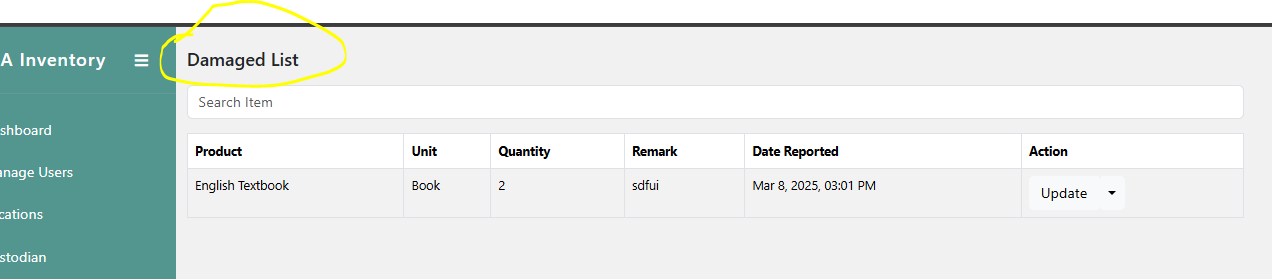 A Inventory
Damaged List
Search Item
Product Unit Quantity Remark Date Reported Action
English Textbook Book 2 sdfui Mar 8, 2025, 03:01 PM Update
shboard
nage Users
cations
stodian